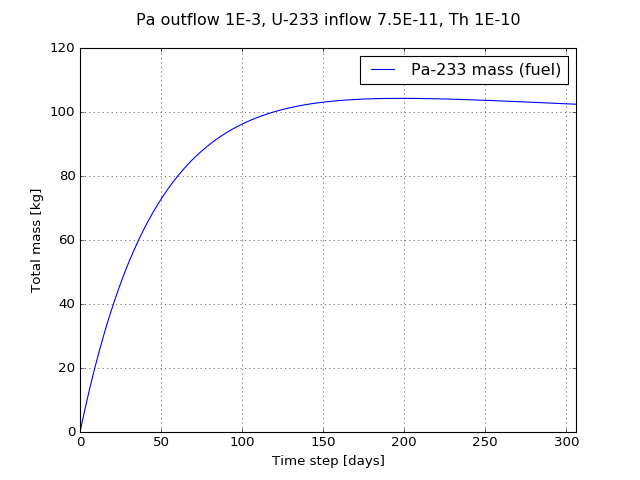 Pa outflow 1E-3, U-233 inflow 7.5E-11, Th 1E-10
Pa-233 mass (fuel)
Total mass [kg]
120
100
80
60
40
20
0
0 50 100 150 200 250 300
Time step [days]